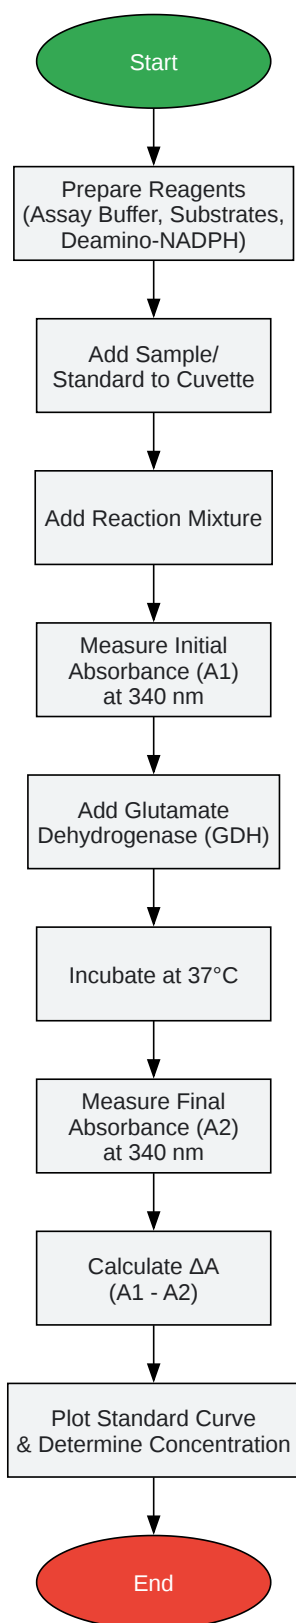 Start
Prepare Reagents
(Assay Buffer, Substrates,
Deamino-NADPH)
Add Sample/
Standard to Cuvette
Add Reaction Mixture
Measure Initial
Absorbance (A1)
at 340 nm
Add Glutamate
Dehydrogenase (GDH)
Incubate at 37°C
Measure Final
Absorbance (A2)
at 340 nm
Calculate ΔA
(A1 - A2)
Plot Standard Curve
& Determine Concentration
End